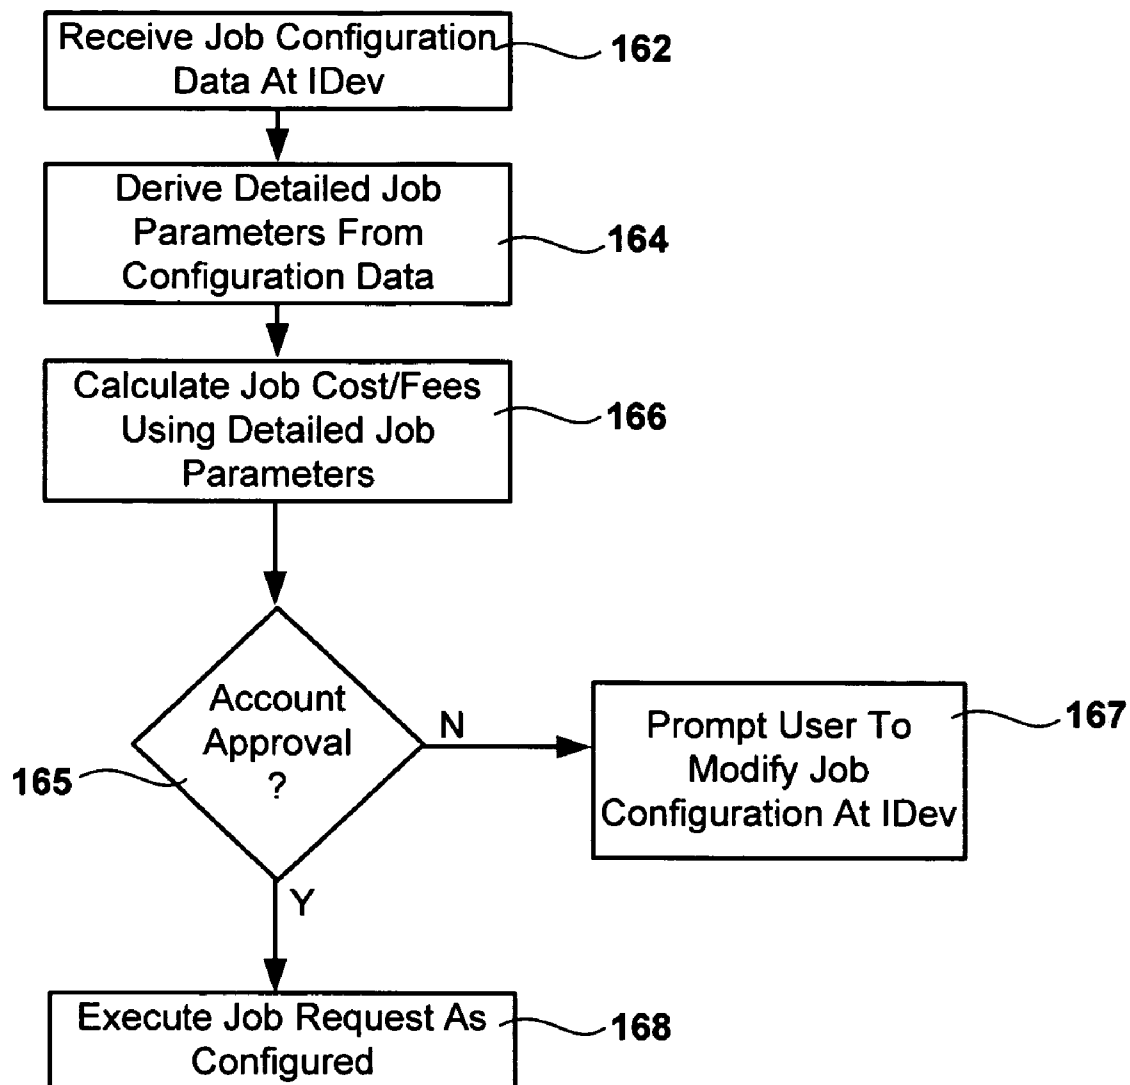 Receive Job Configuration
Data At IDev
162
Derive Detailed Job
Parameters From
Configuration Data
164
Calculate Job Cost/Fees
Using Detailed Job
Parameters
166
Account
Approval
?
165
N
Prompt User To
Modify Job
Configuration At IDev
167
Y
Execute Job Request As
Configured
168